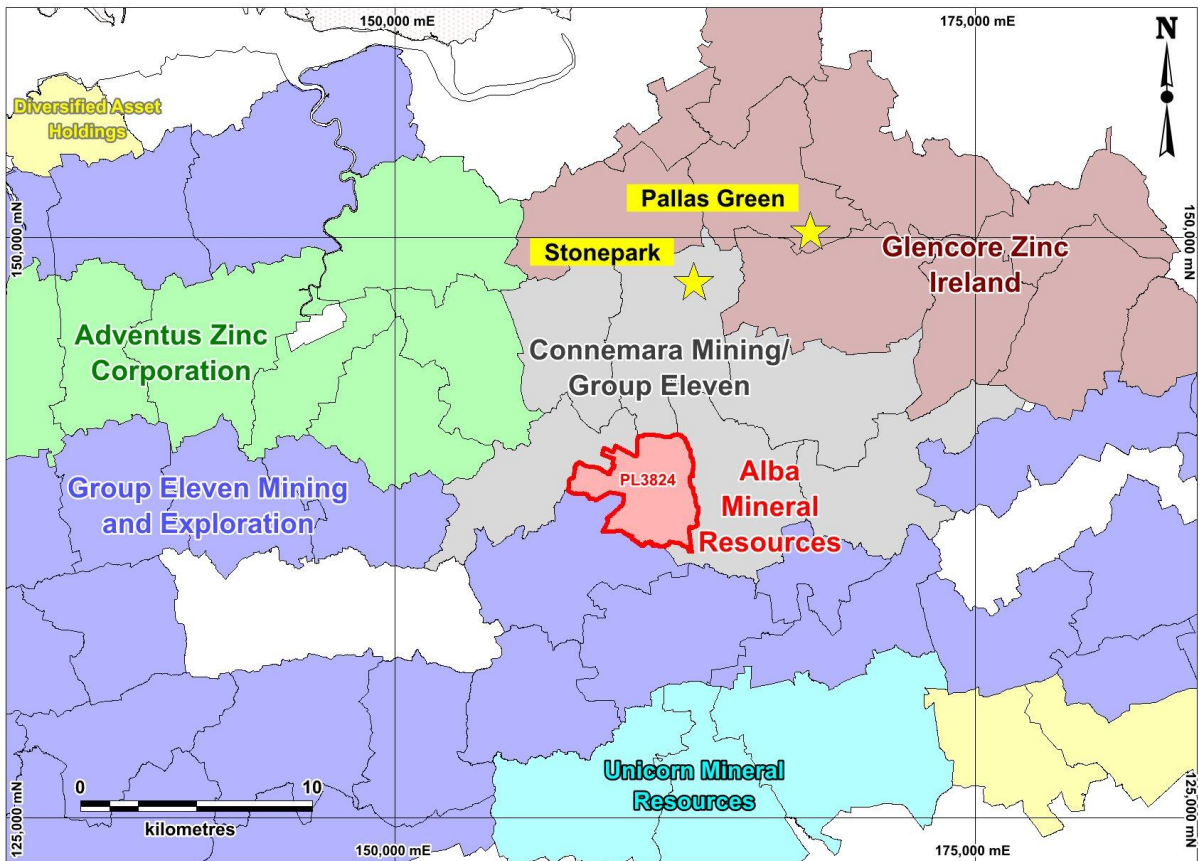 150,000 mE
175,000 mE
N
Diversified Asset
Holdings
Pallas Green
150,000 mN
150,000 mN
Stonepark
Glencore Zinc
Ireland
Adventus Zinc
Corporation
Connemara Mining/
Group Eleven
PL3824
Alba
Mineral
Resources
Group Eleven Mining
and Exploration
Unicorn Mineral
Resources
0
10
kilometres
125,000 mN
125,000 mN
150,000 mE
175,000 mE